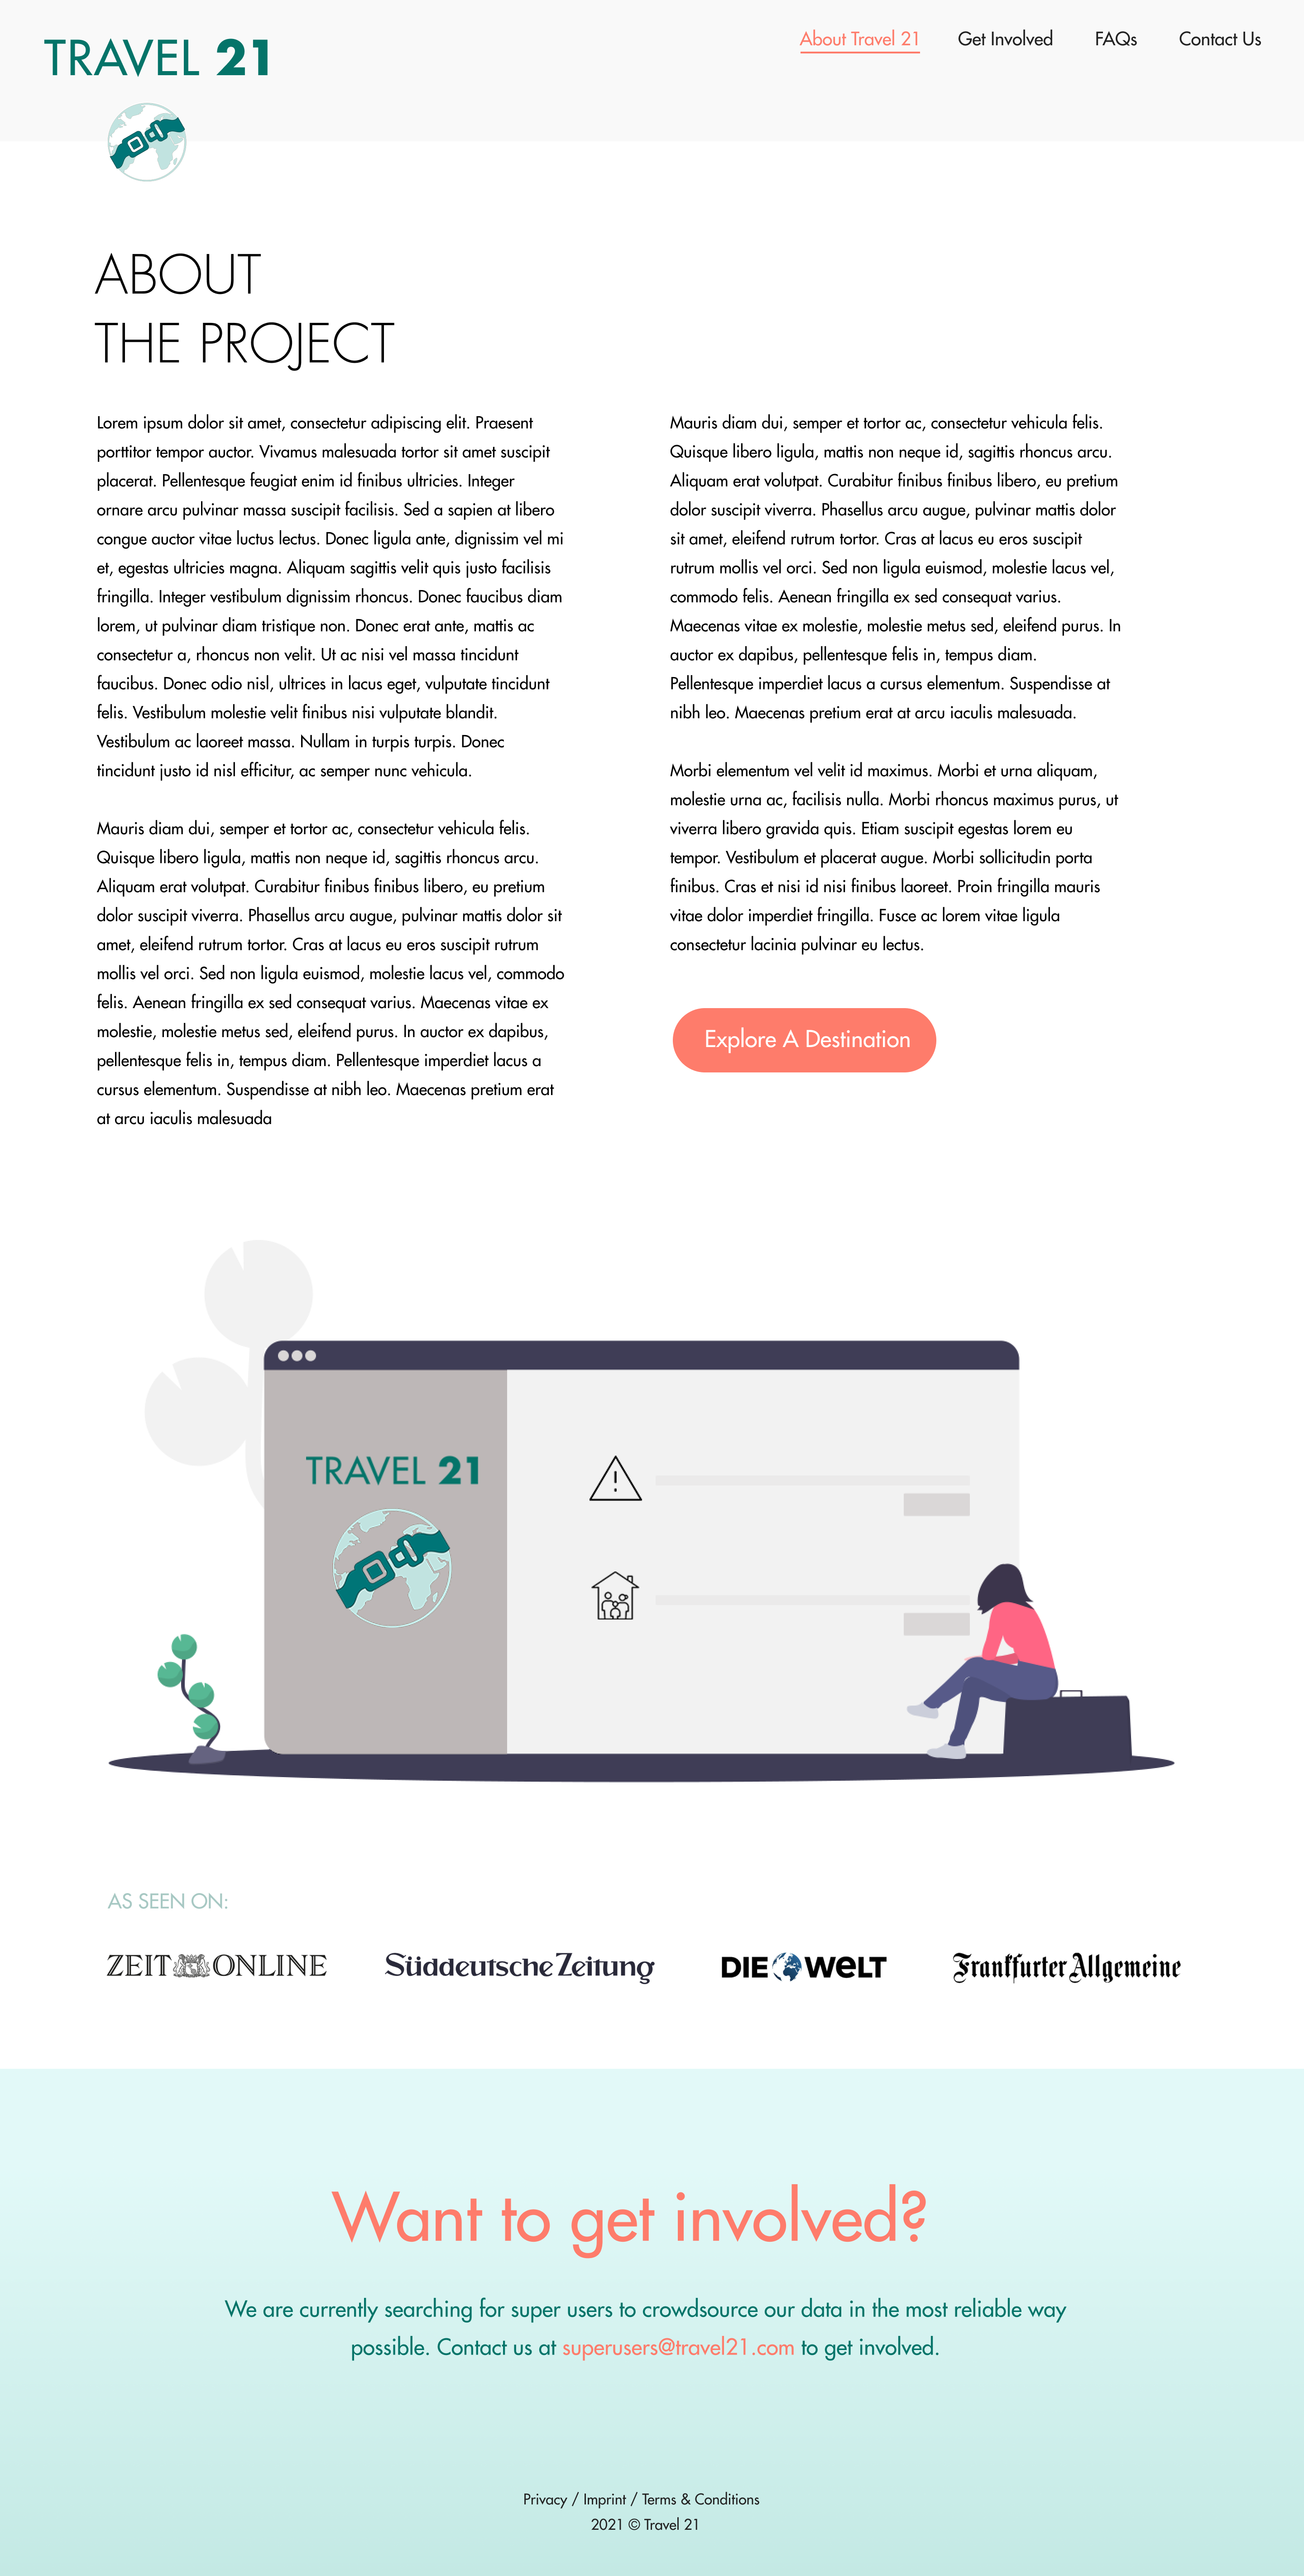 TRAVEL 21
About Travel 21
Get Involved
FAQs
Contact Us
ABOUT
THE PROJECT
Lorem ipsum dolor sit amet, consectetur adipiscing elit. Praesent
porttitor tempor auctor. Vivamus malesuada tortor sit amet suscipit
placerat. Pellentesque feugiat enim id finibus ultricies. Integer
ornare arcu pulvinar massa suscipit facilisis. Sed a sapien at libero
congue auctor vitae luctus lectus. Donec ligula ante, dignissim vel mi
et, egestas ultricies magna. Aliquam sagittis velit quis justo facilisis
fringilla. Integer vestibulum dignissim rhoncus. Donec faucibus diam
lorem, ut pulvinar diam tristique non. Donec erat ante, mattis ac
consectetur a, rhoncus non velit. Ut ac nisi vel massa tincidunt
faucibus. Donec odio nisl, ultrices in lacus eget, vulputate tincidunt
felis. Vestibulum molestie velit finibus nisi vulputate blandit.
Vestibulum ac laoreet massa. Nullam in turpis turpis. Donec
tincidunt justo id nisl efficitur, ac semper nunc vehicula.
Mauris diam dui, semper et tortor ac, consectetur vehicula felis.
Quisque libero ligula, mattis non neque id, sagittis rhoncus arcu.
Aliquam erat volutpat. Curabitur finibus finibus libero, eu pretium
dolor suscipit viverra. Phasellus arcu augue, pulvinar mattis dolor sit
amet, eleifend rutrum tortor. Cras at lacus eu eros suscipit rutrum
mollis vel orci. Sed non ligula euismod, molestie lacus vel, commodo
felis. Aenean fringilla ex sed consequat varius. Maecenas vitae ex
molestie, molestie metus sed, eleifend purus. In auctor ex dapibus,
pellentesque felis in, tempus diam. Pellentesque imperdiet lacus a
cursus elementum. Suspendisse at nibh leo. Maecenas pretium erat
at arcu iaculis malesuada
Mauris diam dui, semper et tortor ac, consectetur vehicula felis.
Quisque libero ligula, mattis non neque id, sagittis rhoncus arcu.
Aliquam erat volutpat. Curabitur finibus finibus libero, eu pretium
dolor suscipit viverra. Phasellus arcu augue, pulvinar mattis dolor
sit amet, eleifend rutrum tortor. Cras at lacus eu eros suscipit
rutrum mollis vel orci. Sed non ligula euismod, molestie lacus vel,
commodo felis. Aenean fringilla ex sed consequat varius.
Maecenas vitae ex molestie, molestie metus sed, eleifend purus. In
auctor ex dapibus, pellentesque felis in, tempus diam.
Pellentesque imperdiet lacus a cursus elementum. Suspendisse at
nibh leo. Maecenas pretium erat at arcu iaculis malesuada.
Morbi elementum vel velit id maximus. Morbi et urna aliquam,
molestie urna ac, facilisis nulla. Morbi rhoncus maximus purus, ut
viverra libero gravida quis. Etiam suscipit egestas lorem eu
tempor. Vestibulum et placerat augue. Morbi sollicitudin porta
finibus. Cras et nisi id nisi finibus laoreet. Proin fringilla mauris
vitae dolor imperdiet fringilla. Fusce ac lorem vitae ligula
consectetur lacinia pulvinar eu lectus.
Explore A Destination
TRAVEL 21
AS SEEN ON:
ZEIT ONLINE
Süddeutsche Zeitung
DIE WELT
Frankfurter Allgemeine
Want to get involved?
We are currently searching for super users to crowdsource our data in the most reliable way
possible. Contact us at superusers@travel21.com to get involved.
Privacy / Imprint / Terms & Conditions
2021 © Travel 21